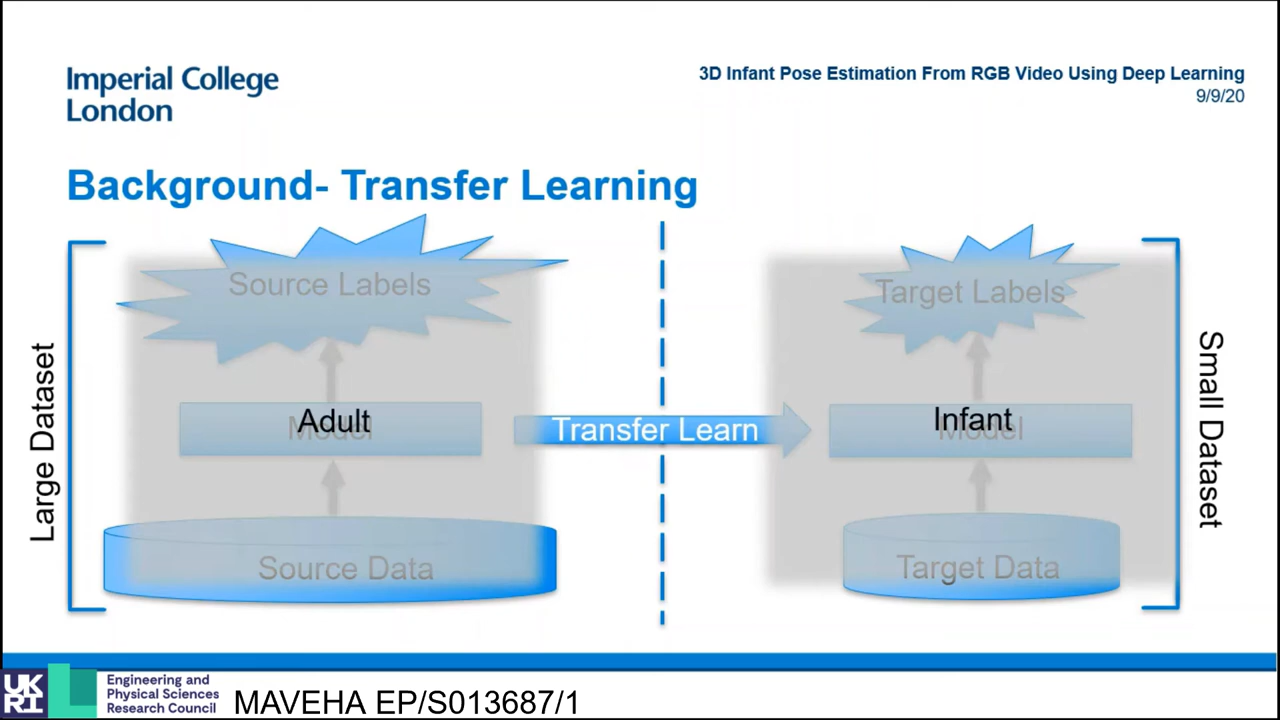 Imperial College
London
3D Infant Pose Estimation From RGB Video Using Deep Learning
9/9/20
Background- Transfer Learning
Large Dataset
Source Labels
Adult
Model
Source Data
Transfer Learn
Target Labels
Infant
Model
Target Data
Small Dataset
UK
RI
Engineering and
Physical Sciences
Research Council
MAVEHA EP/S013687/1